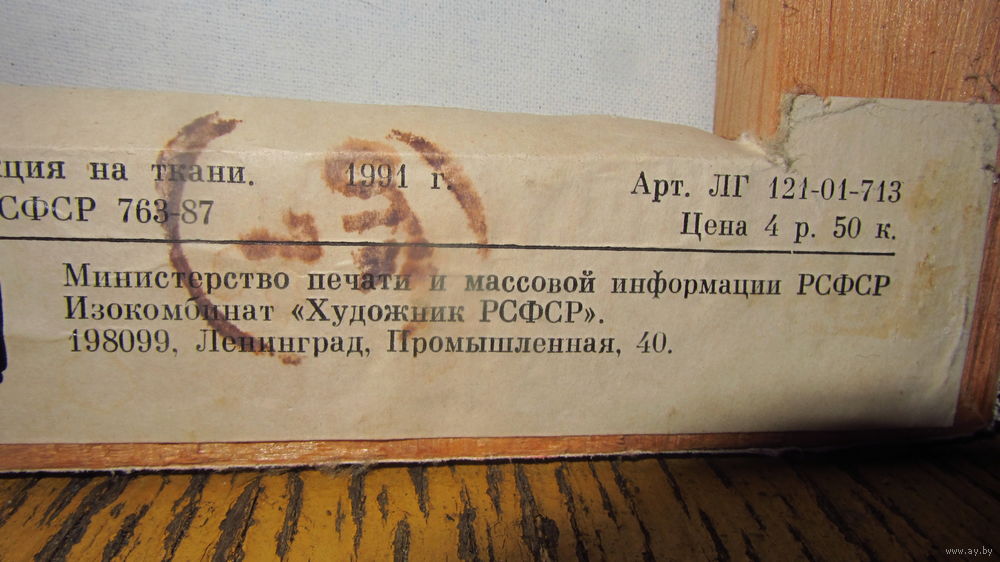 ция на ткани. 1991 г. Арт. ЛГ 121-01-713
СФСР 763-87 Цена 4 р. 50 к.
Министерство печати и массовой информации РСФСР
Изокомбинат «Художник РСФСР».
198099, Ленинград, Промышленная, 40.
www.ay.by